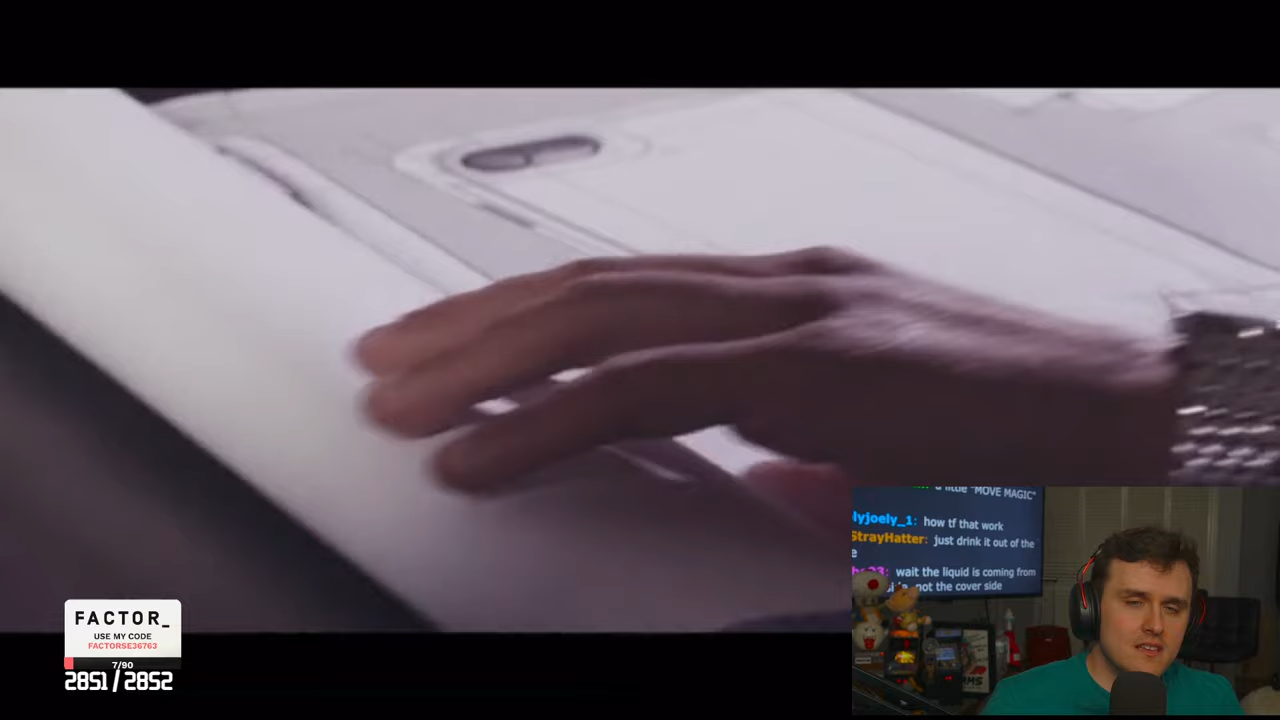 "MOVE MAGIC"
lyjoely_1: how tf that work
StrayHatter: just drink it out of the
e
wait the liquid is coming from
not the cover side
FACTOR_
USE MY CODE
FACTORSE36763
7/90
2851/2852